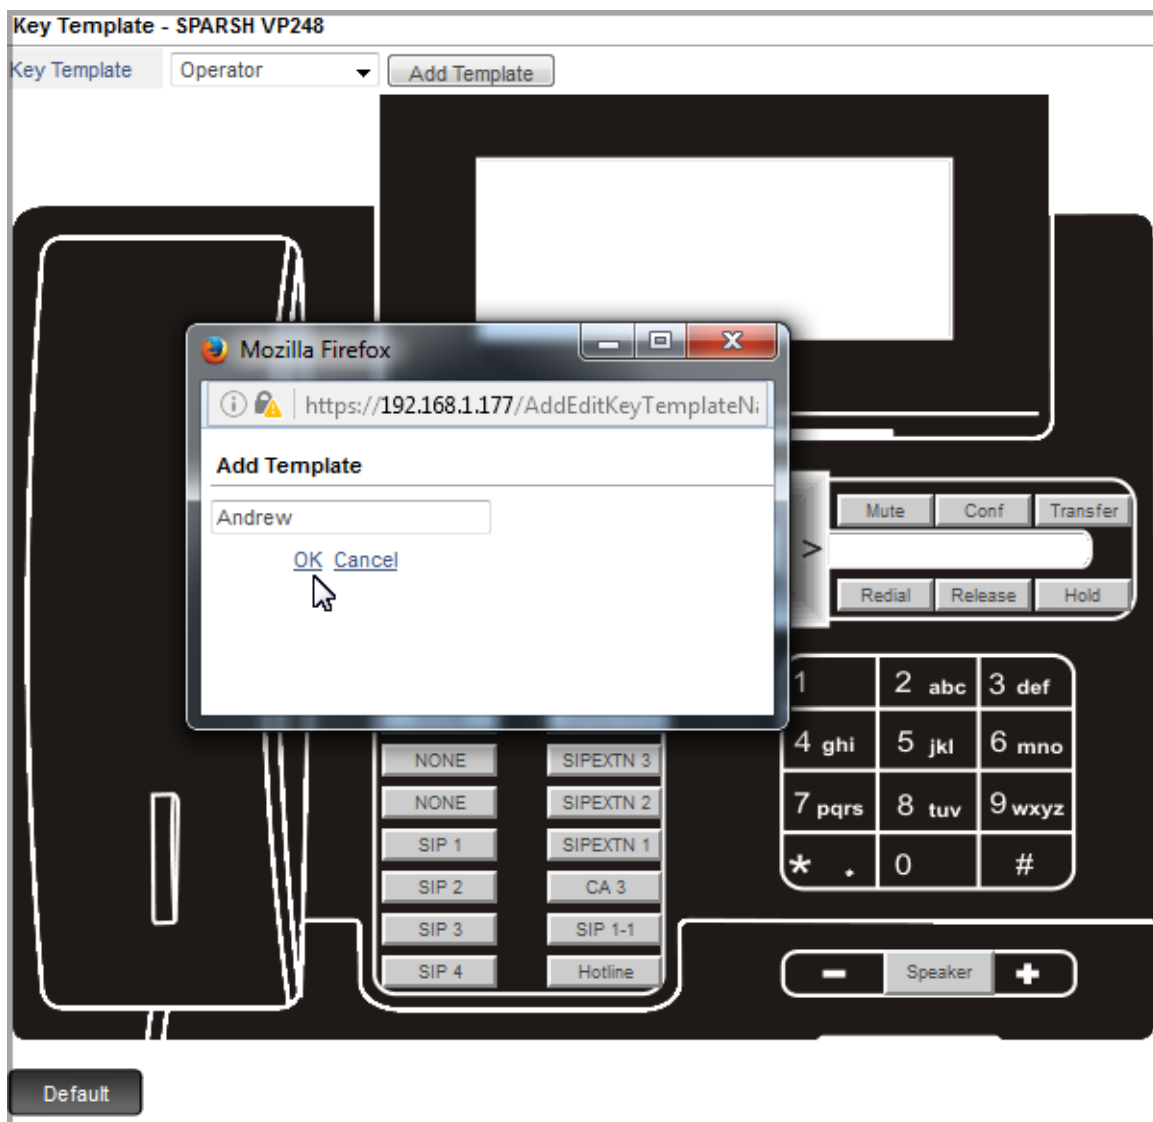 Key Template - SPARSH VP248
Key Template Operator Add Template
Mozilla Firefox
https://192.168.1.177/AddEditKeyTemplateNa
Add Template
Andrew
OK Cancel
Mute Conf Transfer
>
Redial Release Hold
1 2 abc 3 def
4 ghi 5 jkl 6 mno
7 pqrs 8 tuv 9 wxyz
* . 0 #
NONE SIPEXTN 3
NONE SIPEXTN 2
SIP 1 SIPEXTN 1
SIP 2 CA 3
SIP 3 SIP 1-1
SIP 4 Hotline
- Speaker +
Default